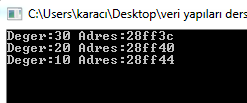 C:\Users\karacı\Desktop\veri yapıları ders
Deger:30 Adres:28ff3c
Deger:20 Adres:28ff40
Deger:10 Adres:28ff44